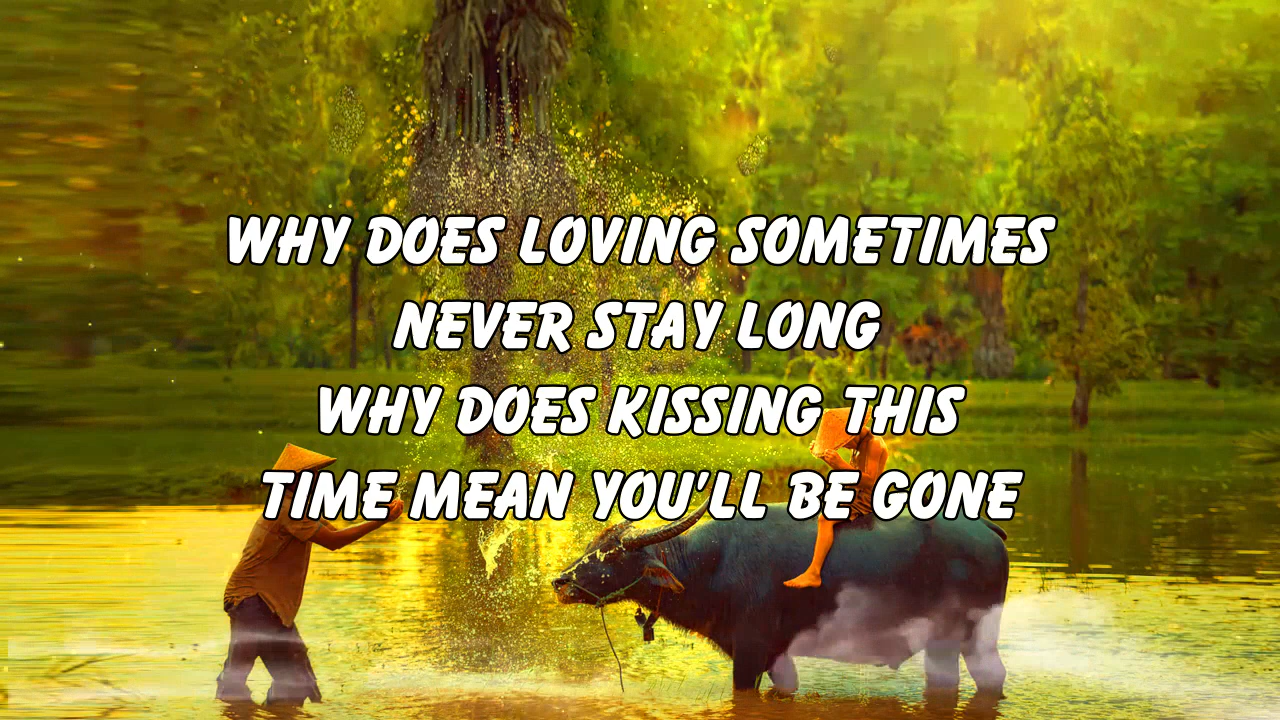 WHY DOES LOVING SOMETIMES
NEVER STAY LONG
WHY DOES KISSING THIS
TIME MEAN YOU'LL BE GONE